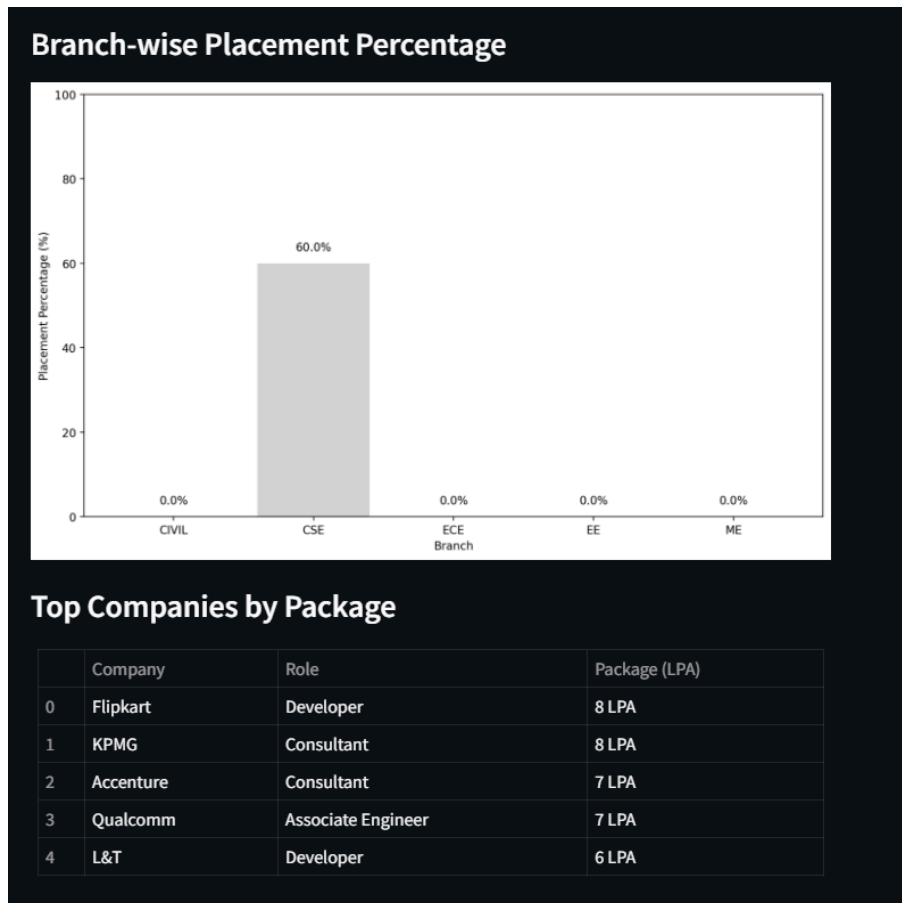 Branch-wise Placement Percentage
100
80
60
40
20
0
Placement Percentage (%)
0.0%
60.0%
0.0%
0.0%
0.0%
CIVIL
CSE
ECE
EE
ME
Branch
Top Companies by Package
Company Role Package (LPA)
0 Flipkart Developer 8 LPA
1 KPMG Consultant 8 LPA
2 Accenture Consultant 7 LPA
3 Qualcomm Associate Engineer 7 LPA
4 L&T Developer 6 LPA